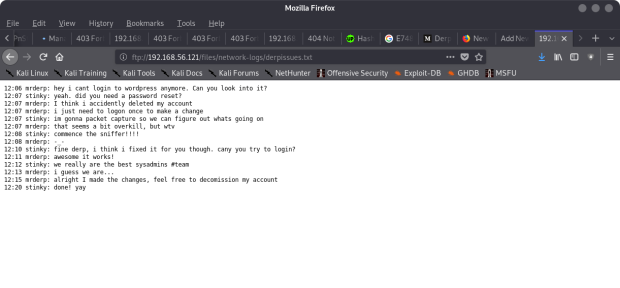 Mozilla Firefox
File Edit View History Bookmarks Tools Help
Man 403 For 192.168 403 For 403 For 403 For 403 For 192.168 404 No Hash E74 Derp New Add New 192.1
ftp://192.168.56.121/files/network-logs/derpissues.txt
Kali Linux Kali Training Kali Tools Kali Docs Kali Forums NetHunter Offensive Security Exploit-DB GHDB MSFU
12:06 mrderp: hey i cant login to wordpress anymore. Can you look into it?
12:07 stinky: yeah. did you need a password reset?
12:07 mrderp: I think i accidently deleted my account
12:07 mrderp: i just need to logon once to make a change
12:07 stinky: im gonna packet capture so we can figure out whats going on
12:07 mrderp: that seems a bit overkill, but wtv
12:08 stinky: commence the sniffer!!!!
12:08 mrderp: -_-
12:10 stinky: fine derp, i think i fixed it for you though. cany you try to login?
12:11 mrderp: awesome it works!
12:12 stinky: we really are the best sysadmins #team
12:13 mrderp: i guess we are...
12:15 mrderp: alright I made the changes, feel free to decomission my account
12:20 stinky: done! yay